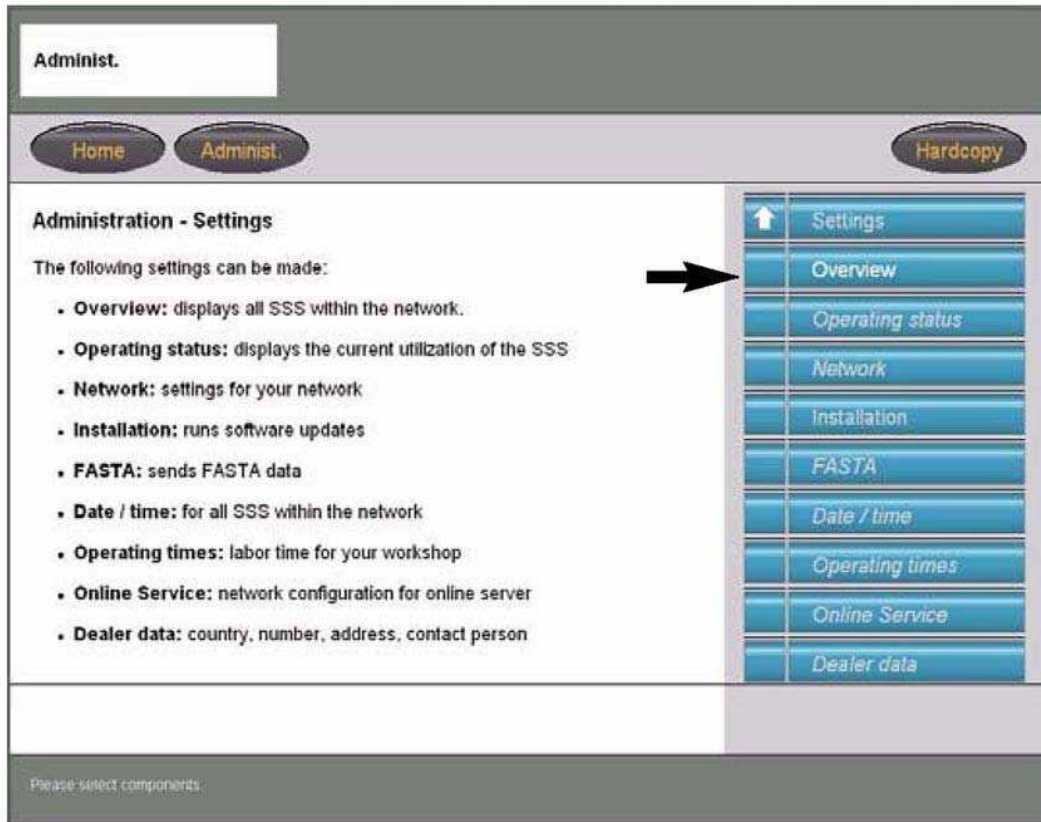 Administ.
Home
Administ.
Hardcopy
Administration - Settings
The following settings can be made:
• Overview: displays all SSS within the network.
• Operating status: displays the current utilization of the SSS
• Network: settings for your network
• Installation: runs software updates
• FASTA: sends FASTA data
• Date / time: for all SSS within the network
• Operating times: labor time for your workshop
• Online Service: network configuration for online server
• Dealer data: country, number, address, contact person
Settings
Overview
Operating status
Network
Installation
FASTA
Date / time
Operating times
Online Service
Dealer data
Please select components.